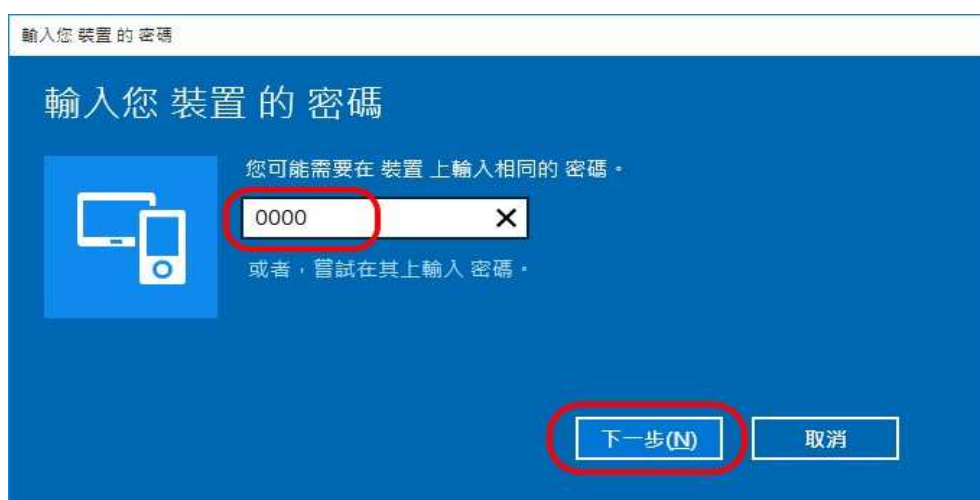 輸入您 裝置 的 密碼
輸入您 裝置 的 密碼
您可能需要在 裝置 上輸入相同的 密碼。
0000
或者，嘗試在其上輸入 密碼。
下一步(N)
取消